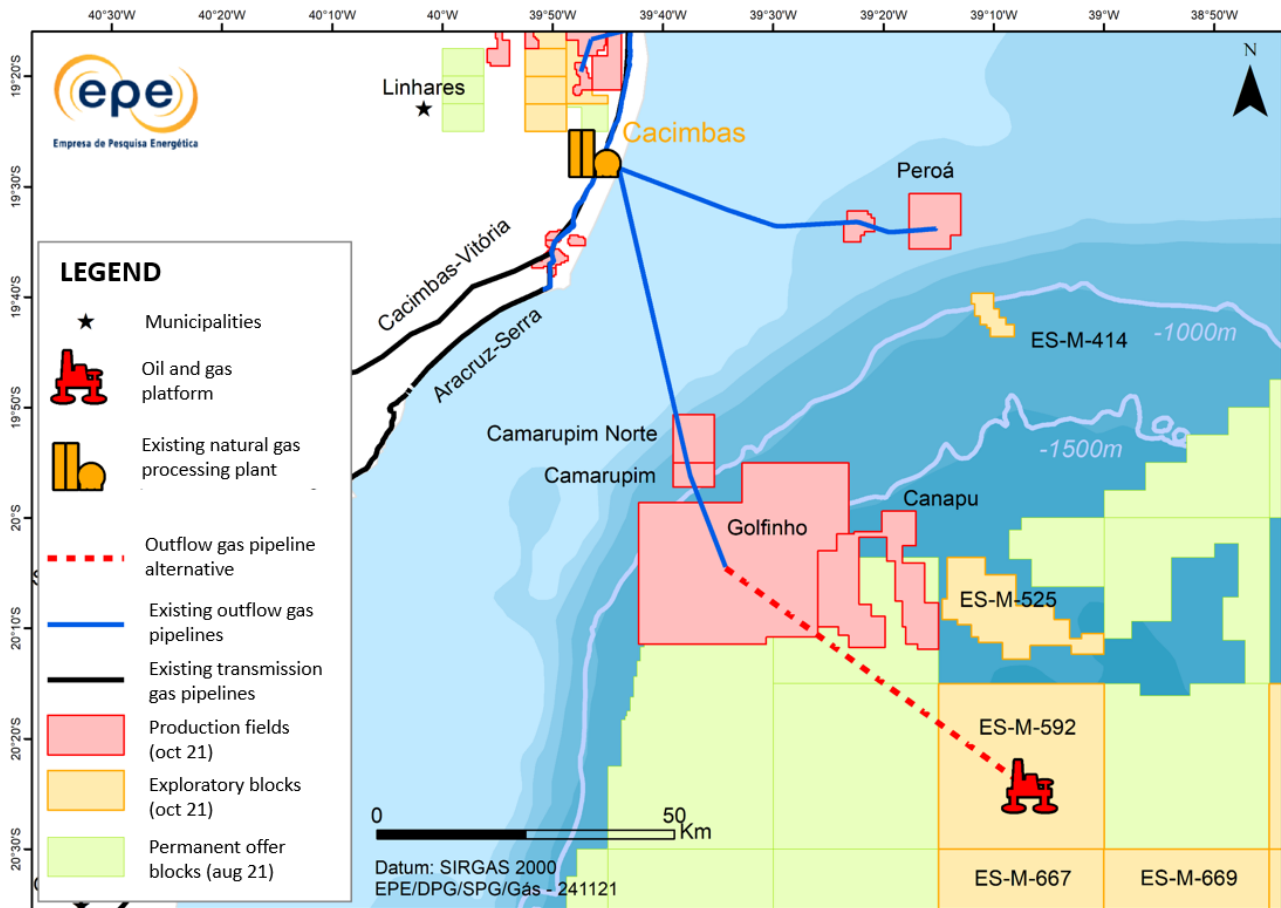 40°30'W
40°20'W
40°10'W
40°W
39°50'W
39°40'W
39°30'W
39°20'W
39°10'W
39°W
38°50'W
19°20'S
19°30'S
19°40'S
19°50'S
20°S
20°10'S
20°20'S
20°30'S
epe
Empresa de Pesquisa Energética
N
Linhares
Cacimbas
Peroá
Cacimbas-Vitória
Aracruz-Serra
ES-M-414
-1000m
-1500m
Camarupim Norte
Camarupim
Golfinho
Canapu
ES-M-525
ES-M-592
ES-M-667
ES-M-669
LEGEND
Municipalities
Oil and gas
platform
Existing natural gas
processing plant
Outflow gas pipeline
alternative
Existing outflow gas
pipelines
Existing transmission
gas pipelines
Production fields
(oct 21)
Exploratory blocks
(oct 21)
Permanent offer
blocks (aug 21)
0
50
Km
Datum: SIRGAS 2000
EPE/DPG/SPG/Gás - 241121